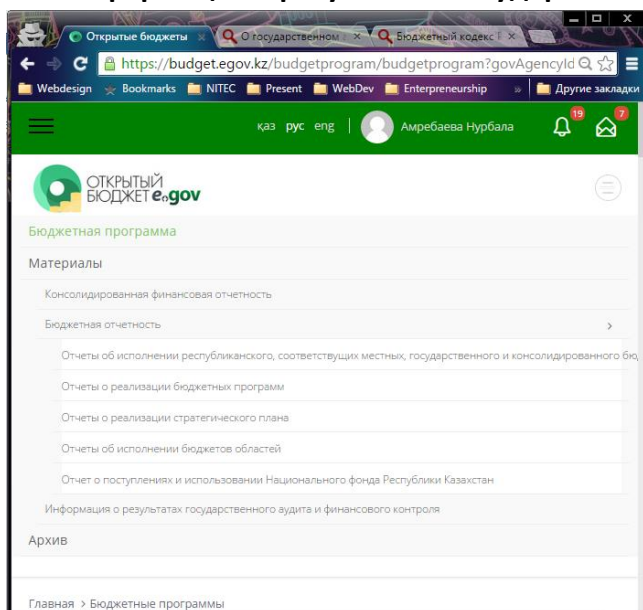 Открытые бюджеты
О государственном
Бюджетный кодекс
https://budget.egov.kz/budgetprogram/budgetprogram?govAgencyId
Webdesign Bookmarks NITEC Present WebDev Enterpreneurship » Другие закладки
қаз рус eng | Амребаева Нурбала 19 7
ОТКРЫТЫЙ
БЮДЖЕТ e.gov
Бюджетная программа
Материалы
Консолидированная финансовая отчетность
Бюджетная отчетность >
Отчеты об исполнении республиканского, соответствущих местных, государственного и консолидированного бю,
Отчеты о реализации бюджетных программ
Отчеты о реализации стратегического плана
Отчеты об исполнении бюджетов областей
Отчет о поступлениях и использовании Национального фонда Республики Казахстан
Информация о результатах государственного аудита и финансового контроля
Архив
Главная > Бюджетные программы